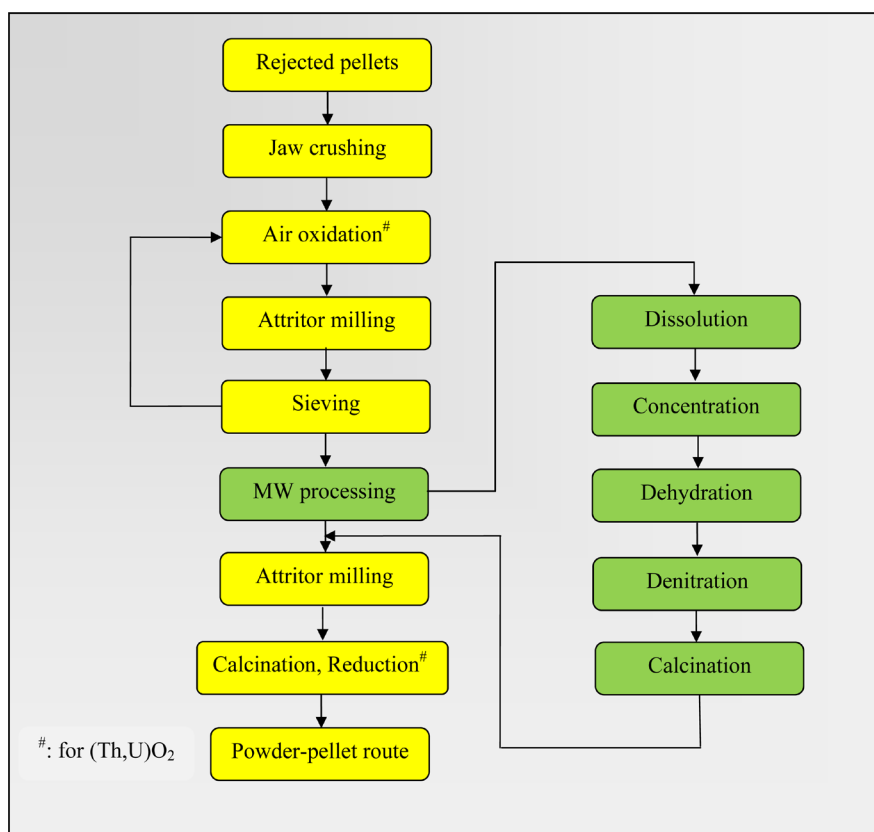 Rejected pellets
Jaw crushing
Air oxidation#
Attritor milling
Sieving
MW processing
Attritor milling
Calcination, Reduction#
Powder-pellet route
Dissolution
Concentration
Dehydration
Denitration
Calcination
#: for (Th,U)O₂